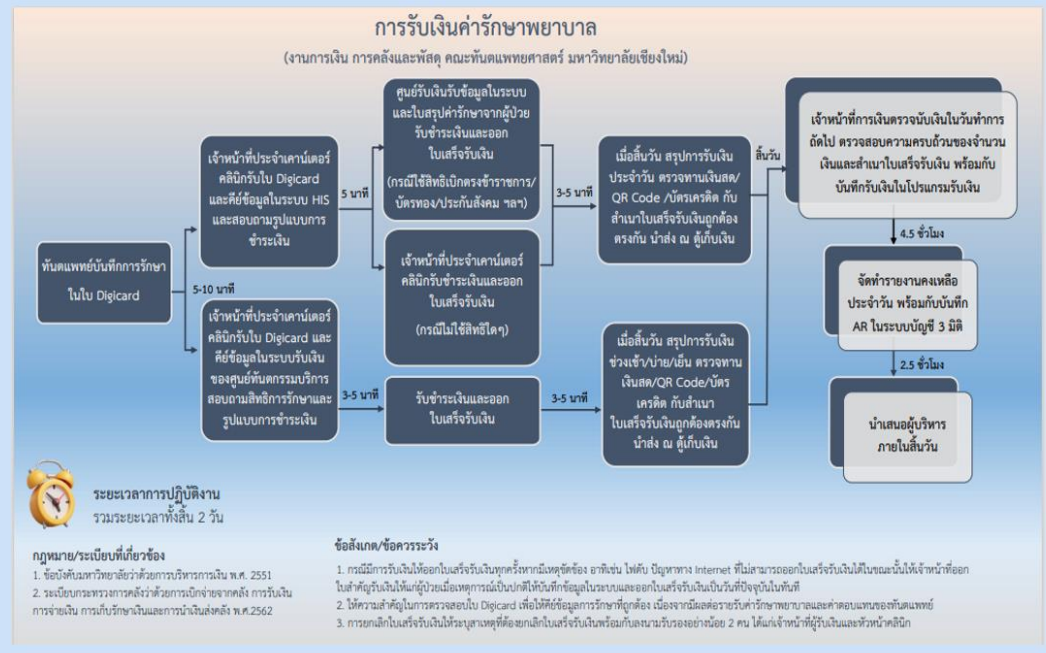 การรับเงินค่ารักษาพยาบาล
(งานการเงิน การคลังและพัสดุ คณะทันตแพทยศาสตร์ มหาวิทยาลัยเชียงใหม่)
ทันตแพทย์บันทึกการรักษา
ในใบ Digicard
5-10 นาที
เจ้าหน้าที่ประจำเคาน์เตอร์
คลินิกรับใบ Digicard
และคีย์ข้อมูลในระบบ HIS
และสอบถามรูปแบบการ
ชำระเงิน
5 นาที
ศูนย์รับเงินรับข้อมูลในระบบ
และใบสรุปค่ารักษาจากผู้ป่วย
รับชำระเงินและออก
ใบเสร็จรับเงิน
(กรณีใช้สิทธิเบิกตรงข้าราชการ/
บัตรทอง/ประกันสังคม ฯลฯ)
เจ้าหน้าที่ประจำเคาน์เตอร์
คลินิกรับชำระเงินและออก
ใบเสร็จรับเงิน
(กรณีไม่ใช้สิทธิใดๆ)
3-5 นาที
เมื่อสิ้นวัน สรุปการรับเงิน
ประจำวัน ตรวจทานเงินสด/
QR Code /บัตรเครดิต กับ
สำเนาใบเสร็จรับเงินถูกต้อง
ตรงกัน นำส่ง ณ ตู้เก็บเงิน
สิ้นวัน
เจ้าหน้าที่ประจำเคาน์เตอร์
คลินิกรับใบ Digicard และ
คีย์ข้อมูลในระบบรับเงิน
ของศูนย์ทันตกรรมบริการ
สอบถามสิทธิการรักษาและ
รูปแบบการชำระเงิน
3-5 นาที
รับชำระเงินและออก
ใบเสร็จรับเงิน
3-5 นาที
เมื่อสิ้นวัน สรุปการรับเงิน
ช่วงเช้า/บ่าย/เย็น ตรวจทาน
เงินสด/QR Code/บัตร
เครดิต กับสำเนา
ใบเสร็จรับเงินถูกต้องตรงกัน
นำส่ง ณ ตู้เก็บเงิน
เจ้าหน้าที่การเงินตรวจนับเงินในวันทำการ
ถัดไป ตรวจสอบความครบถ้วนของจำนวน
เงินและสำเนาใบเสร็จรับเงิน พร้อมกับ
บันทึกรับเงินในโปรแกรมรับเงิน
4.5 ชั่วโมง
จัดทำรายงานคงเหลือ
ประจำวัน พร้อมกับบันทึก
AR ในระบบบัญชี 3 มิติ
2.5 ชั่วโมง
นำเสนอผู้บริหาร
ภายในสิ้นวัน
ระยะเวลาการปฏิบัติงาน
รวมระยะเวลาทั้งสิ้น 2 วัน
กฎหมาย/ระเบียบที่เกี่ยวข้อง
1. ข้อบังคับมหาวิทยาลัยว่าด้วยการบริหารการเงิน พ.ศ. 2551
2. ระเบียบกระทรวงการคลังว่าด้วยการเบิกจ่ายจากคลัง การรับเงิน
การจ่ายเงิน การเก็บรักษาเงินและการนำเงินส่งคลัง พ.ศ.2562
ข้อสังเกต/ข้อควรระวัง
1. กรณีมีการรับเงินให้ออกใบเสร็จรับเงินทุกครั้งหากมีเหตุขัดข้อง อาทิเช่น ไฟดับ ปัญหาทาง Internet ที่ไม่สามารถออกใบเสร็จรับเงินได้ในขณะนั้นให้เจ้าหน้าที่ออก
ใบสำคัญรับเงินให้แก่ผู้ป่วยเมื่อเหตุการณ์เป็นปกติให้บันทึกข้อมูลในระบบและออกใบเสร็จรับเงินเป็นวันที่ปัจจุบันในทันที
2. ให้ความสำคัญในการตรวจสอบใบ Digicard เพื่อให้คีย์ข้อมูลการรักษาที่ถูกต้อง เนื่องจากมีผลต่อรายรับค่ารักษาพยาบาลและค่าตอบแทนของทันตแพทย์
3. การยกเลิกใบเสร็จรับเงินให้ระบุสาเหตุที่ต้องยกเลิกใบเสร็จรับเงินพร้อมกับลงนามรับรองอย่างน้อย 2 คน ได้แก่เจ้าหน้าที่ผู้รับเงินและหัวหน้าคลินิก